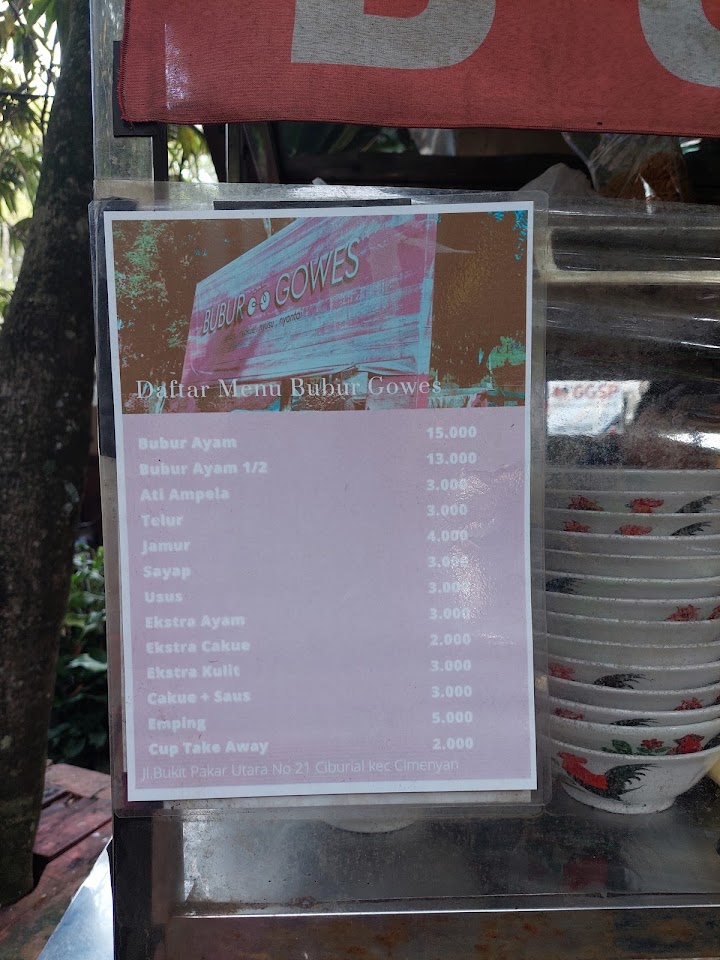 BUBUR GOWES
nyantai
Daftar Menu Bubur Gowes
Bubur Ayam 15.000
Bubur Ayam 1/2 13.000
Ati Ampela 3.000
Telur 3.000
Jamur 4.000
Sayap 3.000
Usus 3.000
Ekstra Ayam 3.000
Ekstra Cakue 2.000
Ekstra Kulit 3.000
Cakue + Saus 3.000
Emping 5.000
Cup Take Away 2.000
Jl.Bukit Pakar Utara No 21 Ciburial kec Cimenyan